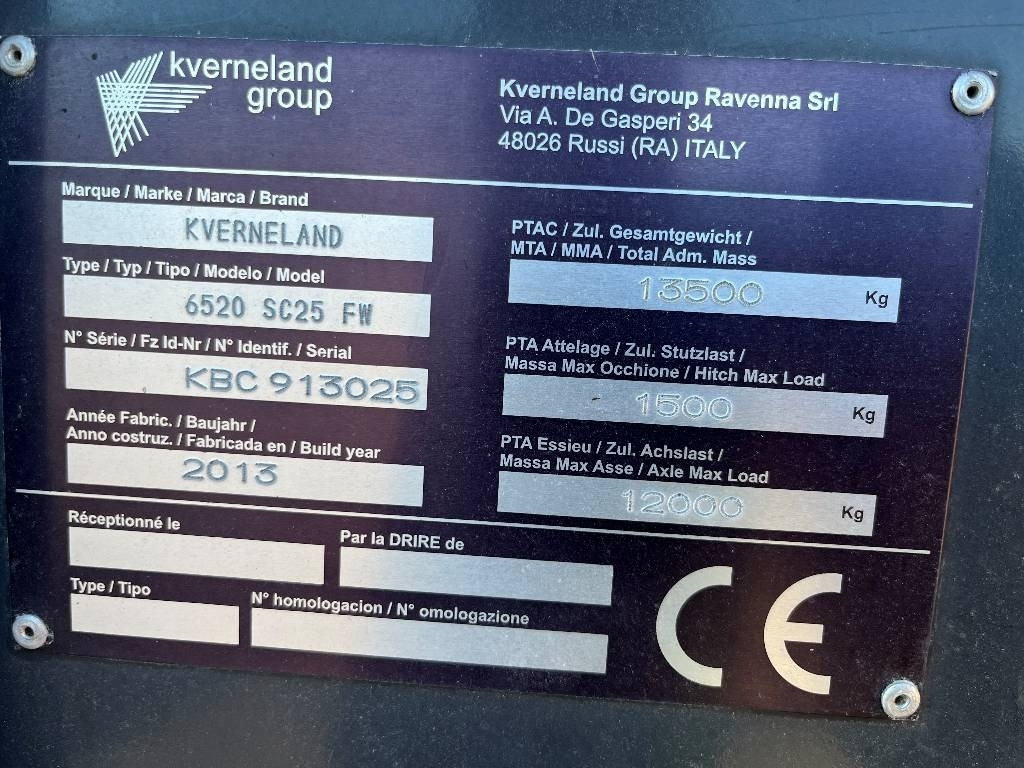 kverneland
group
Kverneland Group Ravenna Srl
Via A. De Gasperi 34
48026 Russi (RA) ITALY
Marque / Marke / Marca / Brand
KVERNELAND
Type / Typ / Tipo / Modelo / Model
6520 SC25 FW
N° Série / Fz Id-Nr / N° Identif. / Serial
KBC 913025
Année Fabric. / Baujahr /
Anno costruz. / Fabricada en / Build year
2013
PTAC / Zul. Gesamtgewicht /
MTA / MMA / Total Adm. Mass
13500 Kg
PTA Attelage / Zul. Stutzlast /
Massa Max Occhione / Hitch Max Load
1500 Kg
PTA Essieu / Zul. Achslast /
Massa Max Asse / Axle Max Load
12000 Kg
Réceptionné le
Par la DRIRE de
Type / Tipo
N° homologacion / N° omologazione
CE